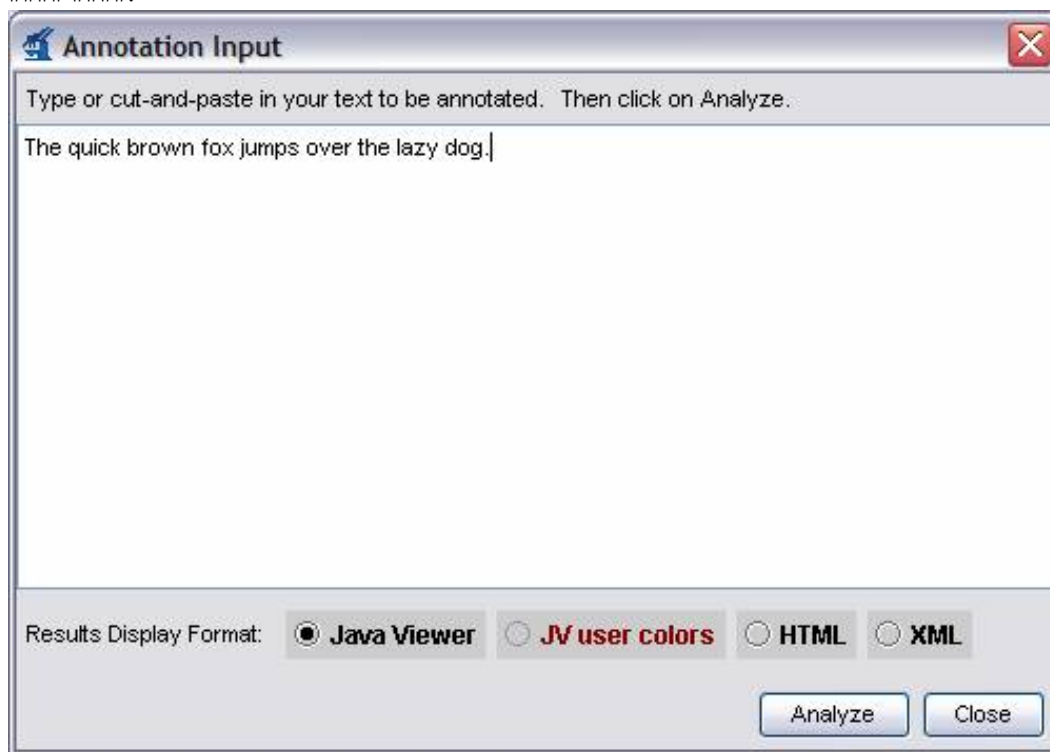 Annotation Input
Type or cut-and-paste in your text to be annotated. Then click on Analyze.
The quick brown fox jumps over the lazy dog.
Results Display Format: Java Viewer JV user colors HTML XML
Analyze Close